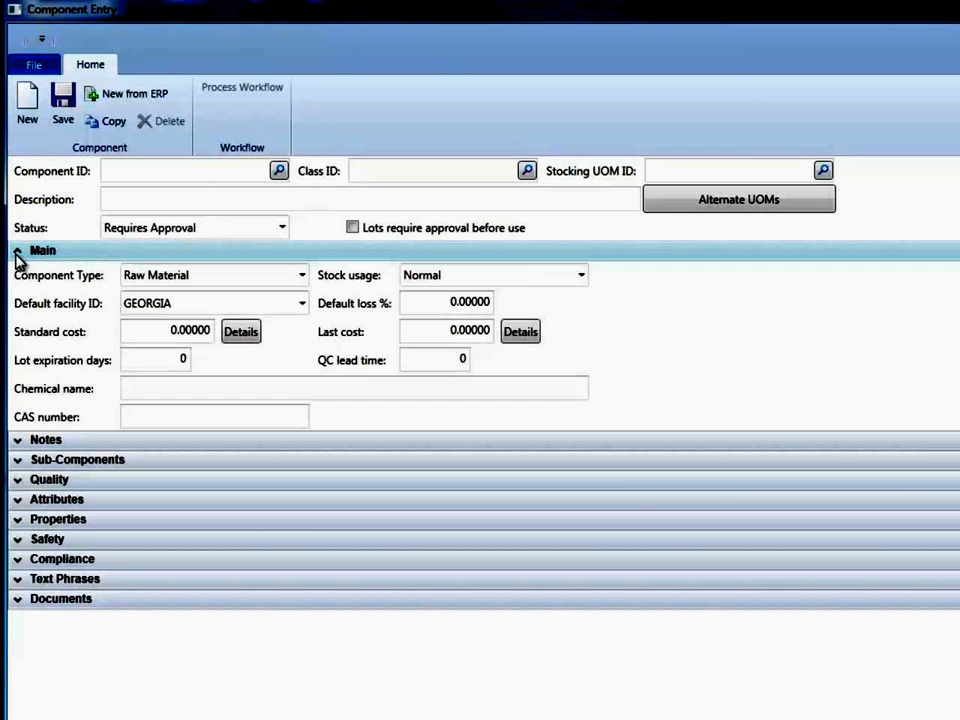 Component Entry
File Home
New Save New from ERP Copy Delete Process Workflow
Component Workflow
Component ID: Class ID: Stocking UOM ID:
Description: Alternate UOMs
Status: Requires Approval Lots require approval before use
Main
Component Type: Raw Material Stock usage: Normal
Default facility ID: GEORGIA Default loss %: 0.00000
Standard cost: 0.00000 Details Last cost: 0.00000 Details
Lot expiration days: 0 QC lead time: 0
Chemical name:
CAS number:
Notes
Sub-Components
Quality
Attributes
Properties
Safety
Compliance
Text Phrases
Documents